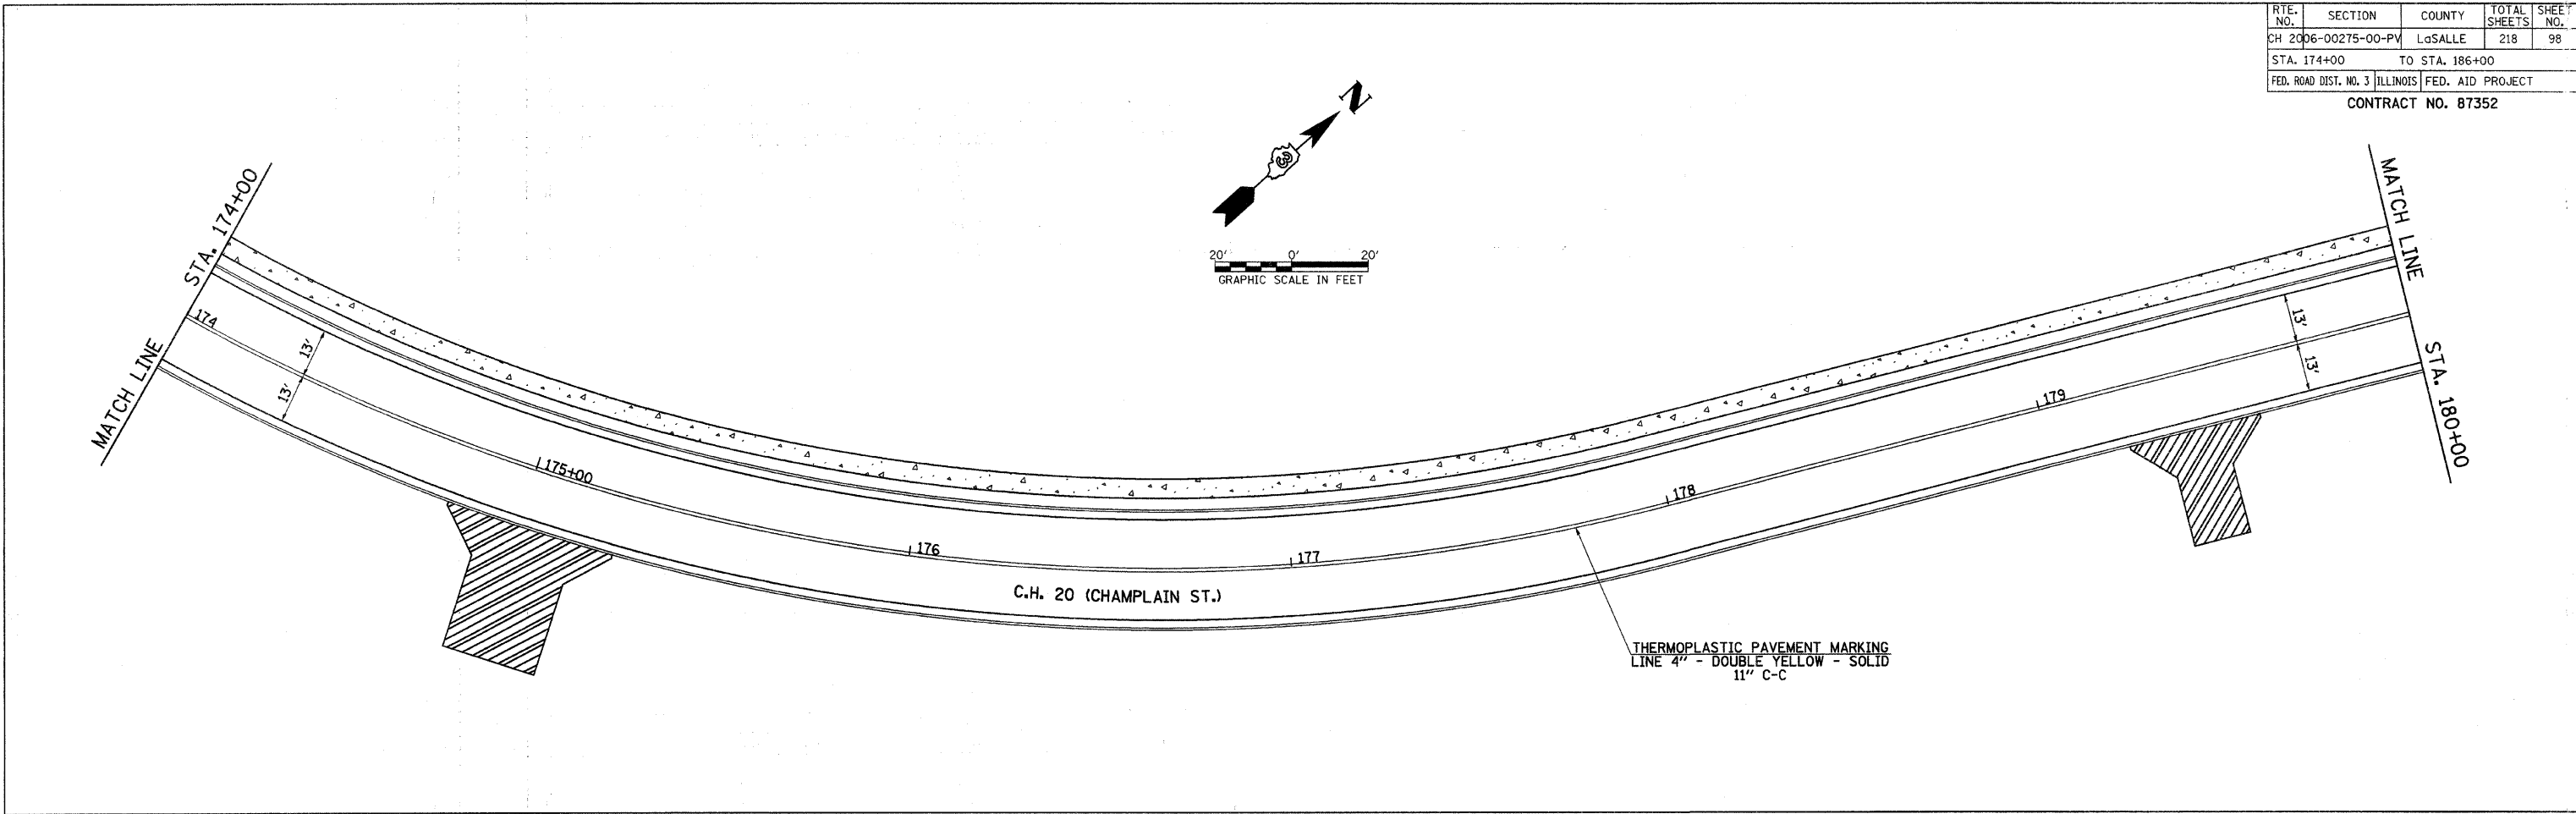 RTE. NO. SECTION COUNTY TOTAL SHEETS SHEET NO.
CH 20 06-00275-00-PV LaSALLE 218 98
STA. 174+00 TO STA. 186+00
FED. ROAD DIST. NO. 3 ILLINOIS FED. AID PROJECT
CONTRACT NO. 87352
N
3
20' 0' 20'
GRAPHIC SCALE IN FEET
MATCH LINE STA. 174+00
MATCH LINE STA. 180+00
174
13'
13'
175+00
176
177
178
179
13'
13'
C.H. 20 (CHAMPLAIN ST.)
THERMOPLASTIC PAVEMENT MARKING
LINE 4" - DOUBLE YELLOW - SOLID
11" C-C